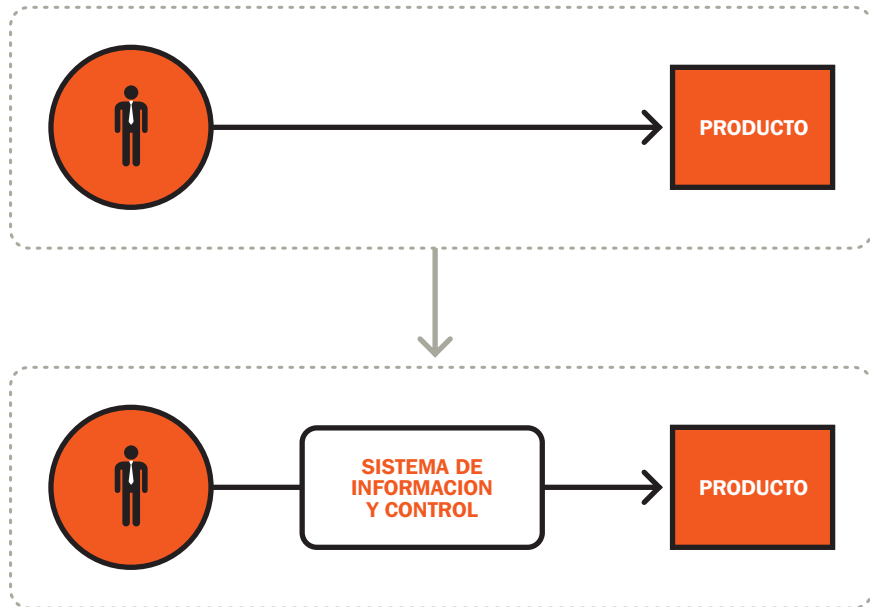 PRODUCTO
SISTEMA DE
INFORMACION
Y CONTROL
PRODUCTO